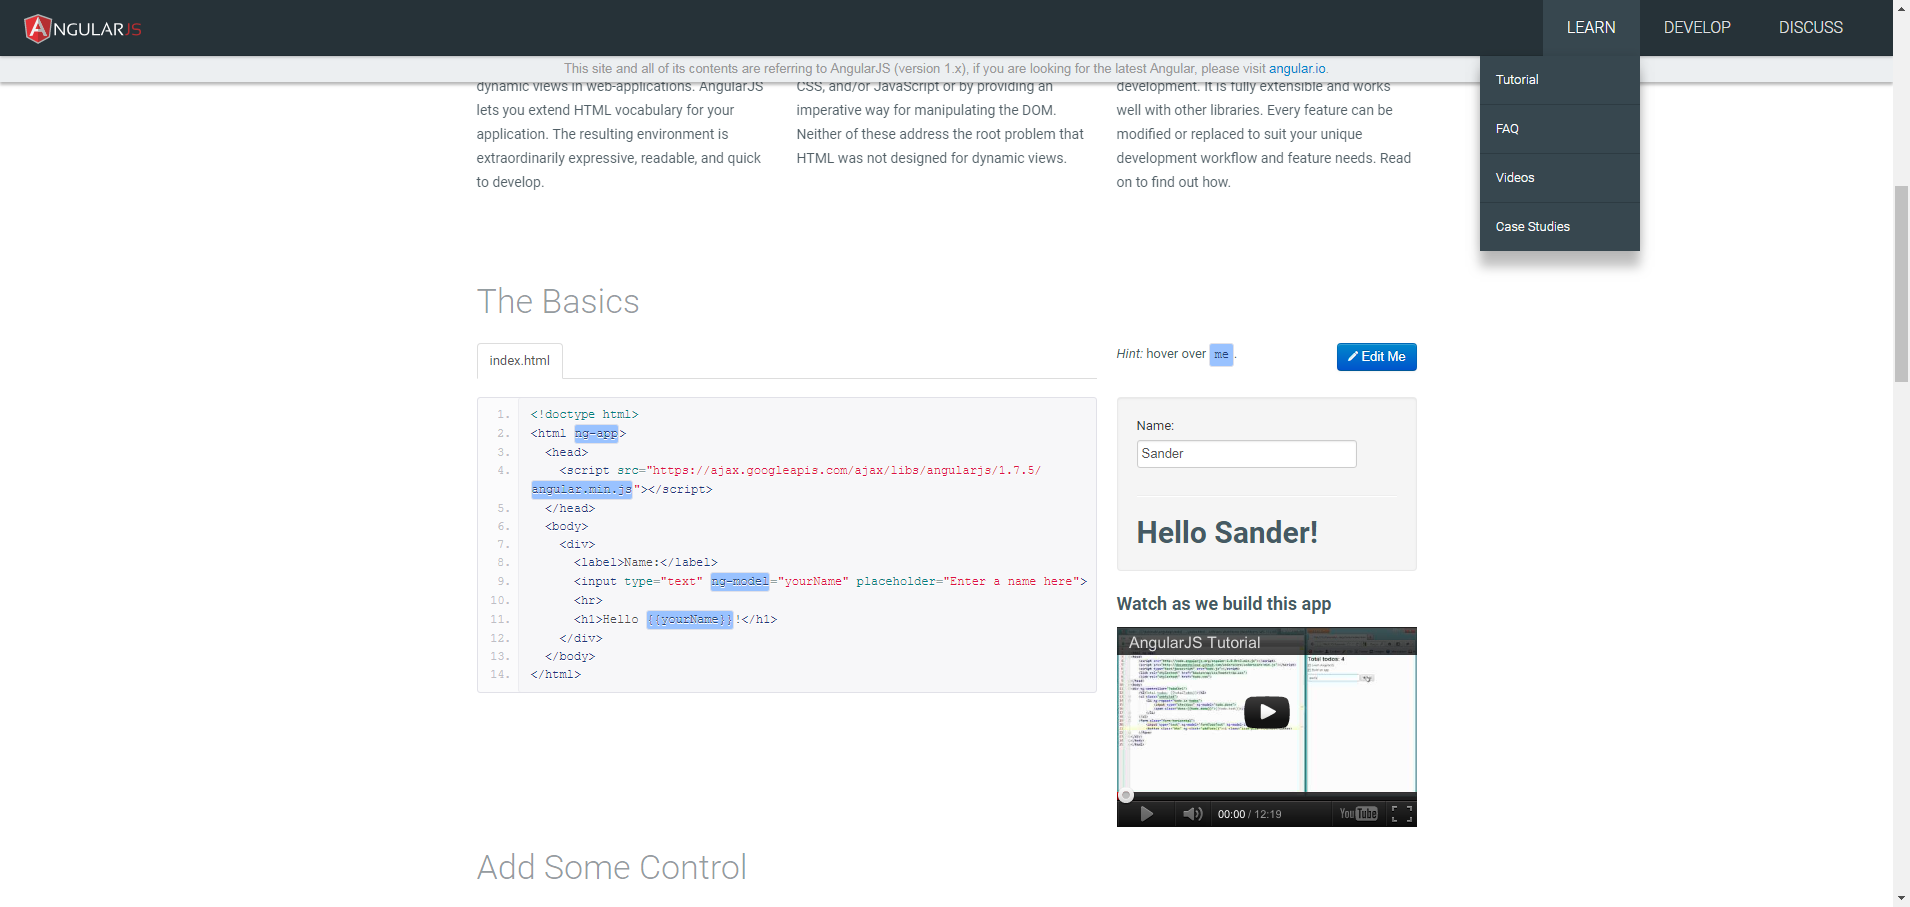 ANGULARJS
LEARN
DEVELOP
DISCUSS
This site and all of its contents are referring to AngularJS (version 1.x), if you are looking for the latest Angular, please visit angular.io.
Tutorial
FAQ
Videos
Case Studies
dynamic views in web-applications. AngularJS
lets you extend HTML vocabulary for your
application. The resulting environment is
extraordinarily expressive, readable, and quick
to develop.
CSS, and/or JavaScript or by providing an
imperative way for manipulating the DOM.
Neither of these address the root problem that
HTML was not designed for dynamic views.
development. It is fully extensible and works
well with other libraries. Every feature can be
modified or replaced to suit your unique
development workflow and feature needs. Read
on to find out how.
The Basics
index.html
Hint: hover over me.
Edit Me
1. <!doctype html>
2. <html ng-app>
3. <head>
4. <script src="https://ajax.googleapis.com/ajax/libs/angularjs/1.7.5/
angular.min.js"></script>
5. </head>
6. <body>
7. <div>
8. <label>Name:</label>
9. <input type="text" ng-model="yourName" placeholder="Enter a name here">
10. <hr>
11. <h1>Hello {{yourName}}!</h1>
12. </div>
13. </body>
14. </html>
Name:
Sander
Hello Sander!
Watch as we build this app
AngularJS Tutorial
Total todos: 4
00:00 / 12:19
YouTube
Add Some Control